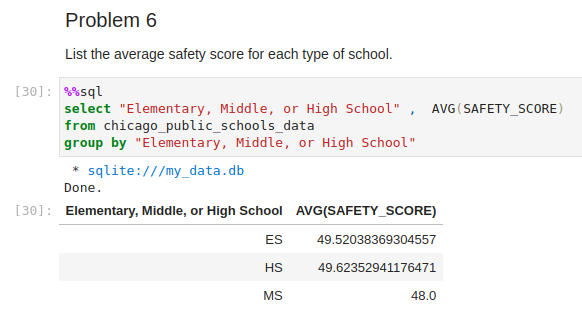 Problem 6
List the average safety score for each type of school.
[30]: %%sql
select "Elementary, Middle, or High School" , AVG(SAFETY_SCORE)
from chicago_public_schools_data
group by "Elementary, Middle, or High School"
* sqlite:///my_data.db
Done.
[30]: Elementary, Middle, or High School AVG(SAFETY_SCORE)
ES 49.52038369304557
HS 49.62352941176471
MS 48.0